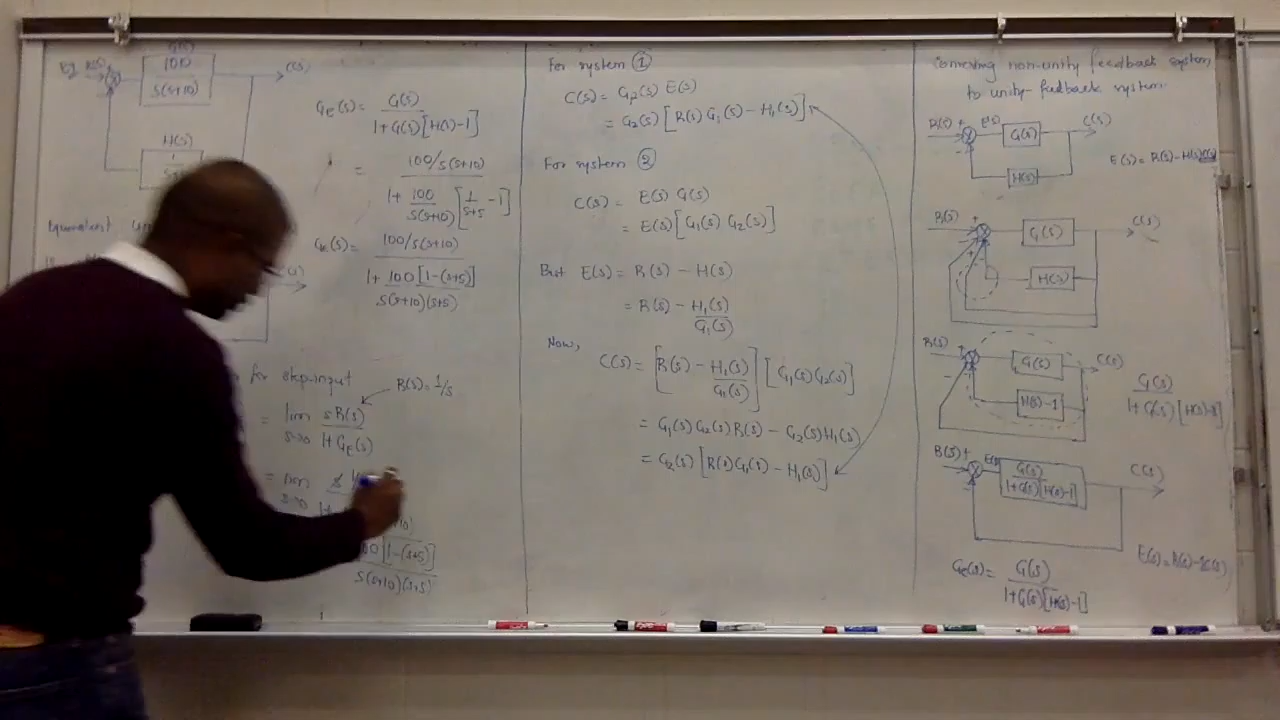 Eg R(s)
G(s)
100
s(s+10)
C(s)
H(s)
1
Equivalent
for step-input
R(s)=1/s
= lim sR(s)
s→0 1+GE(s)
= lim s
s→0 1+
100[1-(s+5)]
s(s+10)(s+5)
GE(s)= G(s)
1+G(s)[H(s)-1]
= 100/s(s+10)
1+ 100 [ 1 -1]
s(s+10) s+5
GE(s)= 100/s(s+10)
1+ 100[1-(s+5)]
s(s+10)(s+5)
For system ①
C(s)= G2(s) E(s)
= G2(s) [R(s) G1(s) - H1(s)]
For system ②
C(s)= E(s) G(s)
= E(s)[G1(s) G2(s)]
But E(s) = R(s) - H(s)
= R(s) - H1(s)
G1(s)
Now,
C(s)= [R(s) - H1(s)] [G1(s)G2(s)]
G1(s)
= G1(s) G2(s) R(s) - G2(s)H1(s)
= G2(s) [R(s)G1(s) - H1(s)]
Converting non-unity feedback system
to unity-feedback system
R(s) + E(s) G(s) C(s)
-
H(s)
E(s)= R(s)-H(s)C(s)
R(s) + G(s) C(s)
H(s)
R(s) + G(s) C(s)
-
H(s)-1
G(s)
1+G(s)[H(s)-1]
R(s) + E(s) G(s) C(s)
1+G(s)[H(s)-1]
-
E(s)=R(s)-C(s)
GE(s)= G(s)
1+G(s)[H(s)-1]